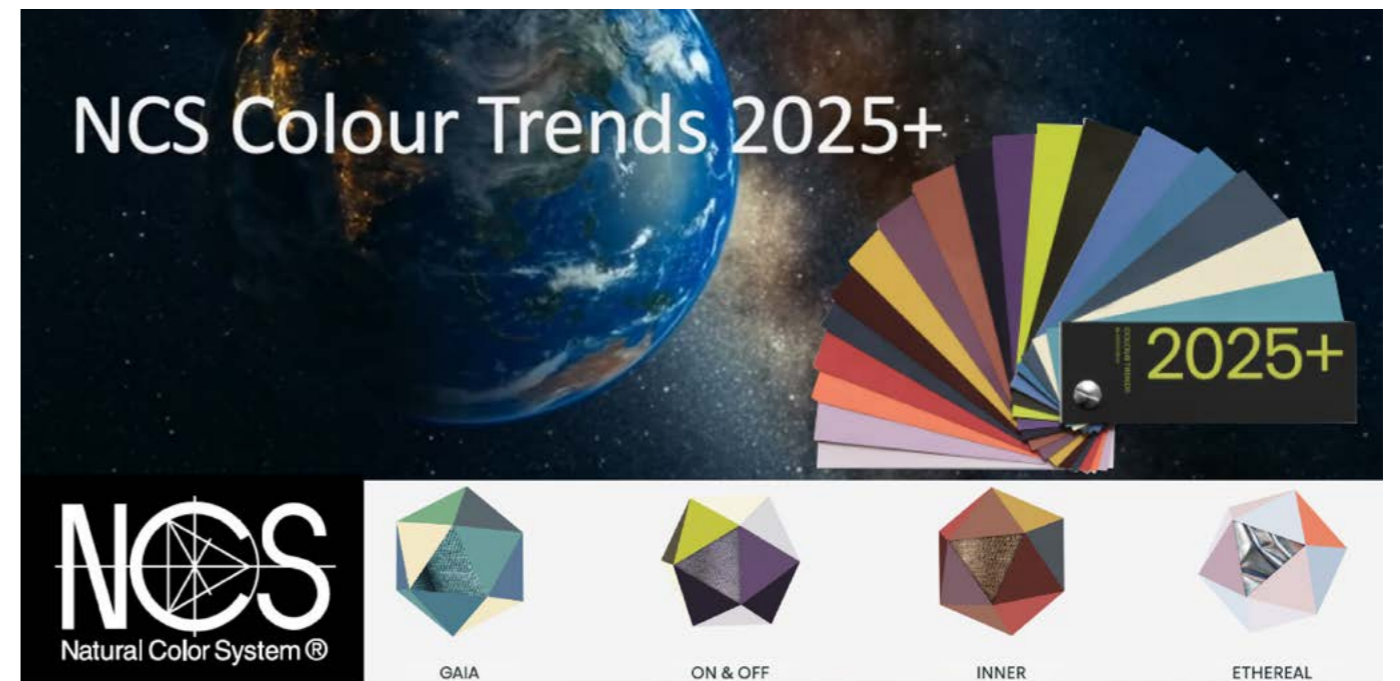 NCS Colour Trends 2025+
2025+
NCS
Natural Color System®
GAIA
ON & OFF
INNER
ETHEREAL